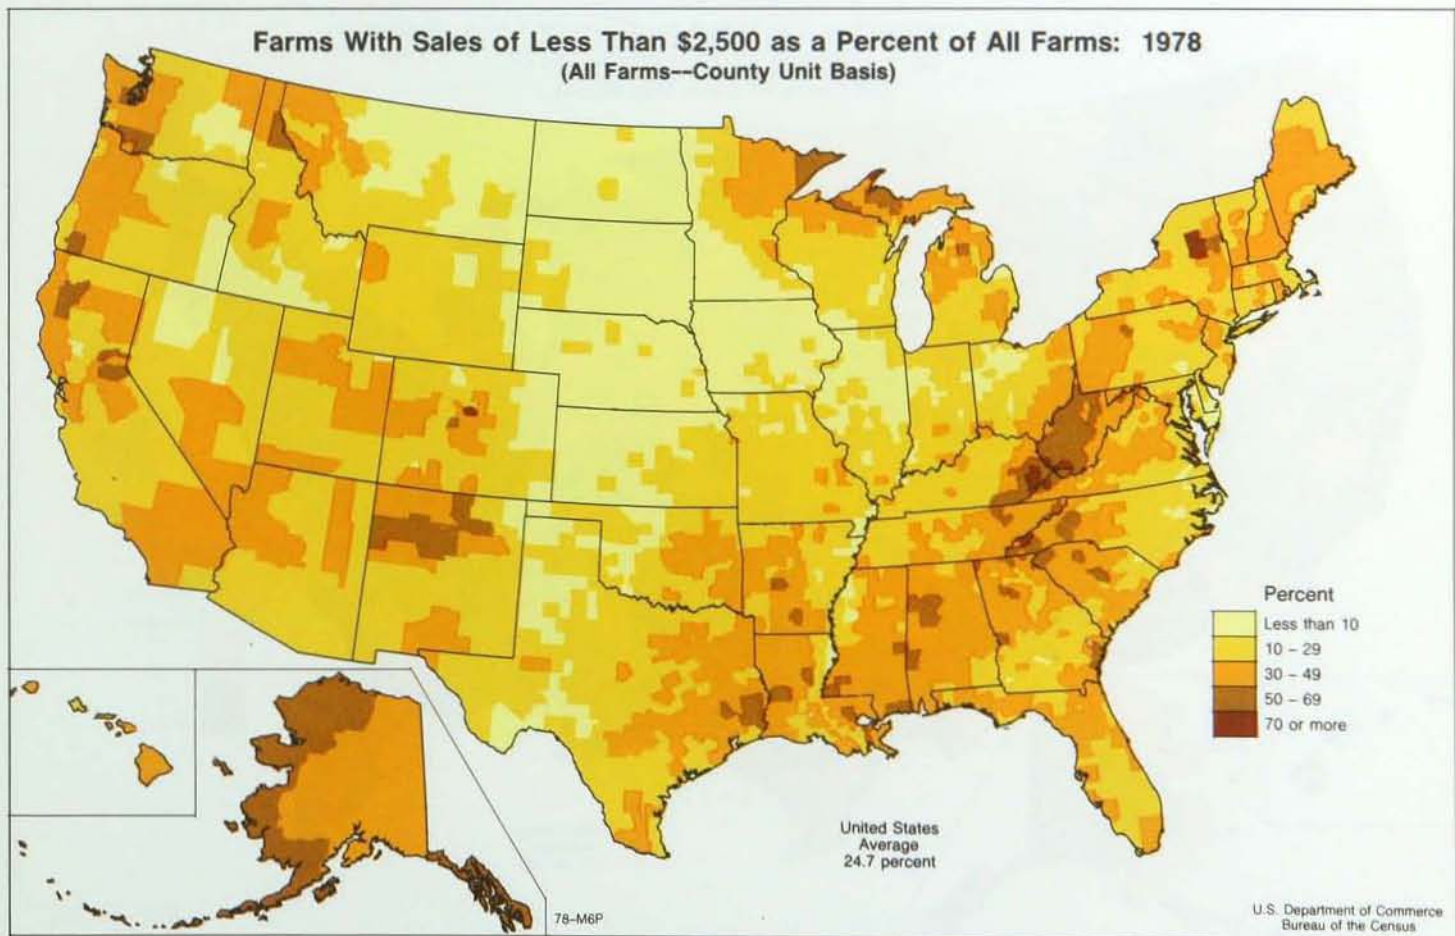 Farms With Sales of Less Than $2,500 as a Percent of All Farms: 1978
(All Farms--County Unit Basis)
Percent
Less than 10
10 – 29
30 – 49
50 – 69
70 or more
United States
Average
24.7 percent
78-M6P
U.S. Department of Commerce
Bureau of the Census